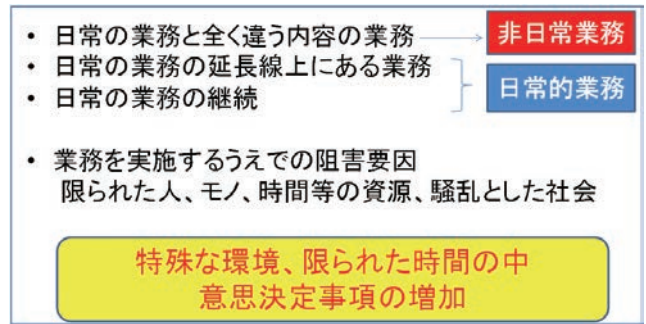 ・ 日常の業務と全く違う内容の業務 非日常業務
・ 日常の業務の延長線上にある業務
・ 日常の業務の継続 日常的業務
・ 業務を実施するうえでの阻害要因
限られた人、モノ、時間等の資源、騒乱とした社会
特殊な環境、限られた時間の中
意思決定事項の増加